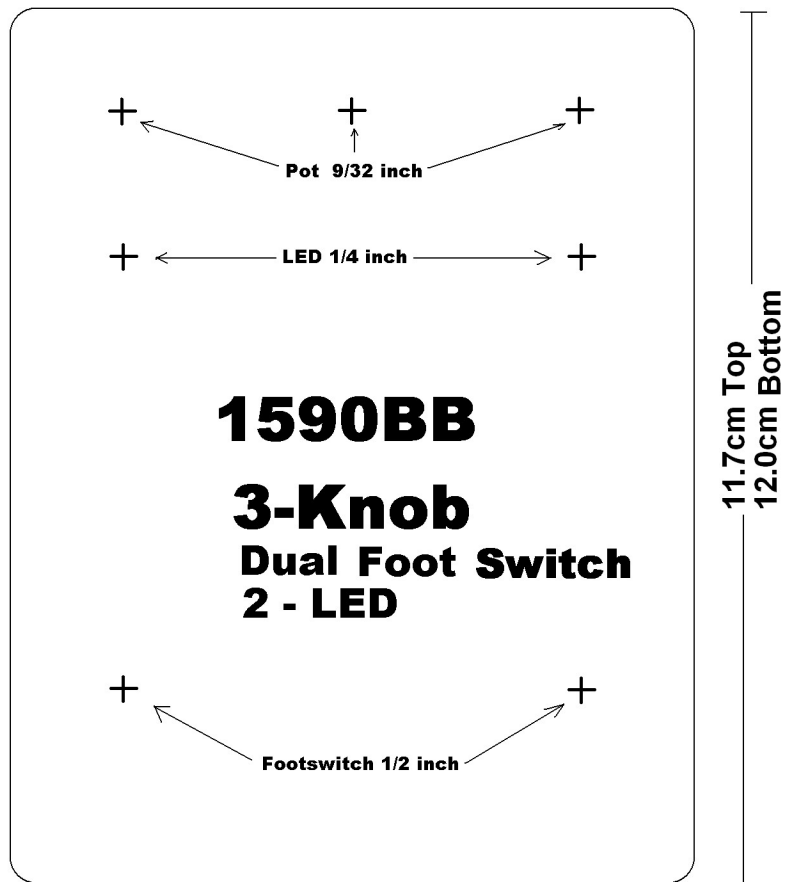 Pot 9/32 inch
LED 1/4 inch
1590BB
3-Knob
Dual Foot Switch
2 - LED
Footswitch 1/2 inch
11.7cm Top
12.0cm Bottom